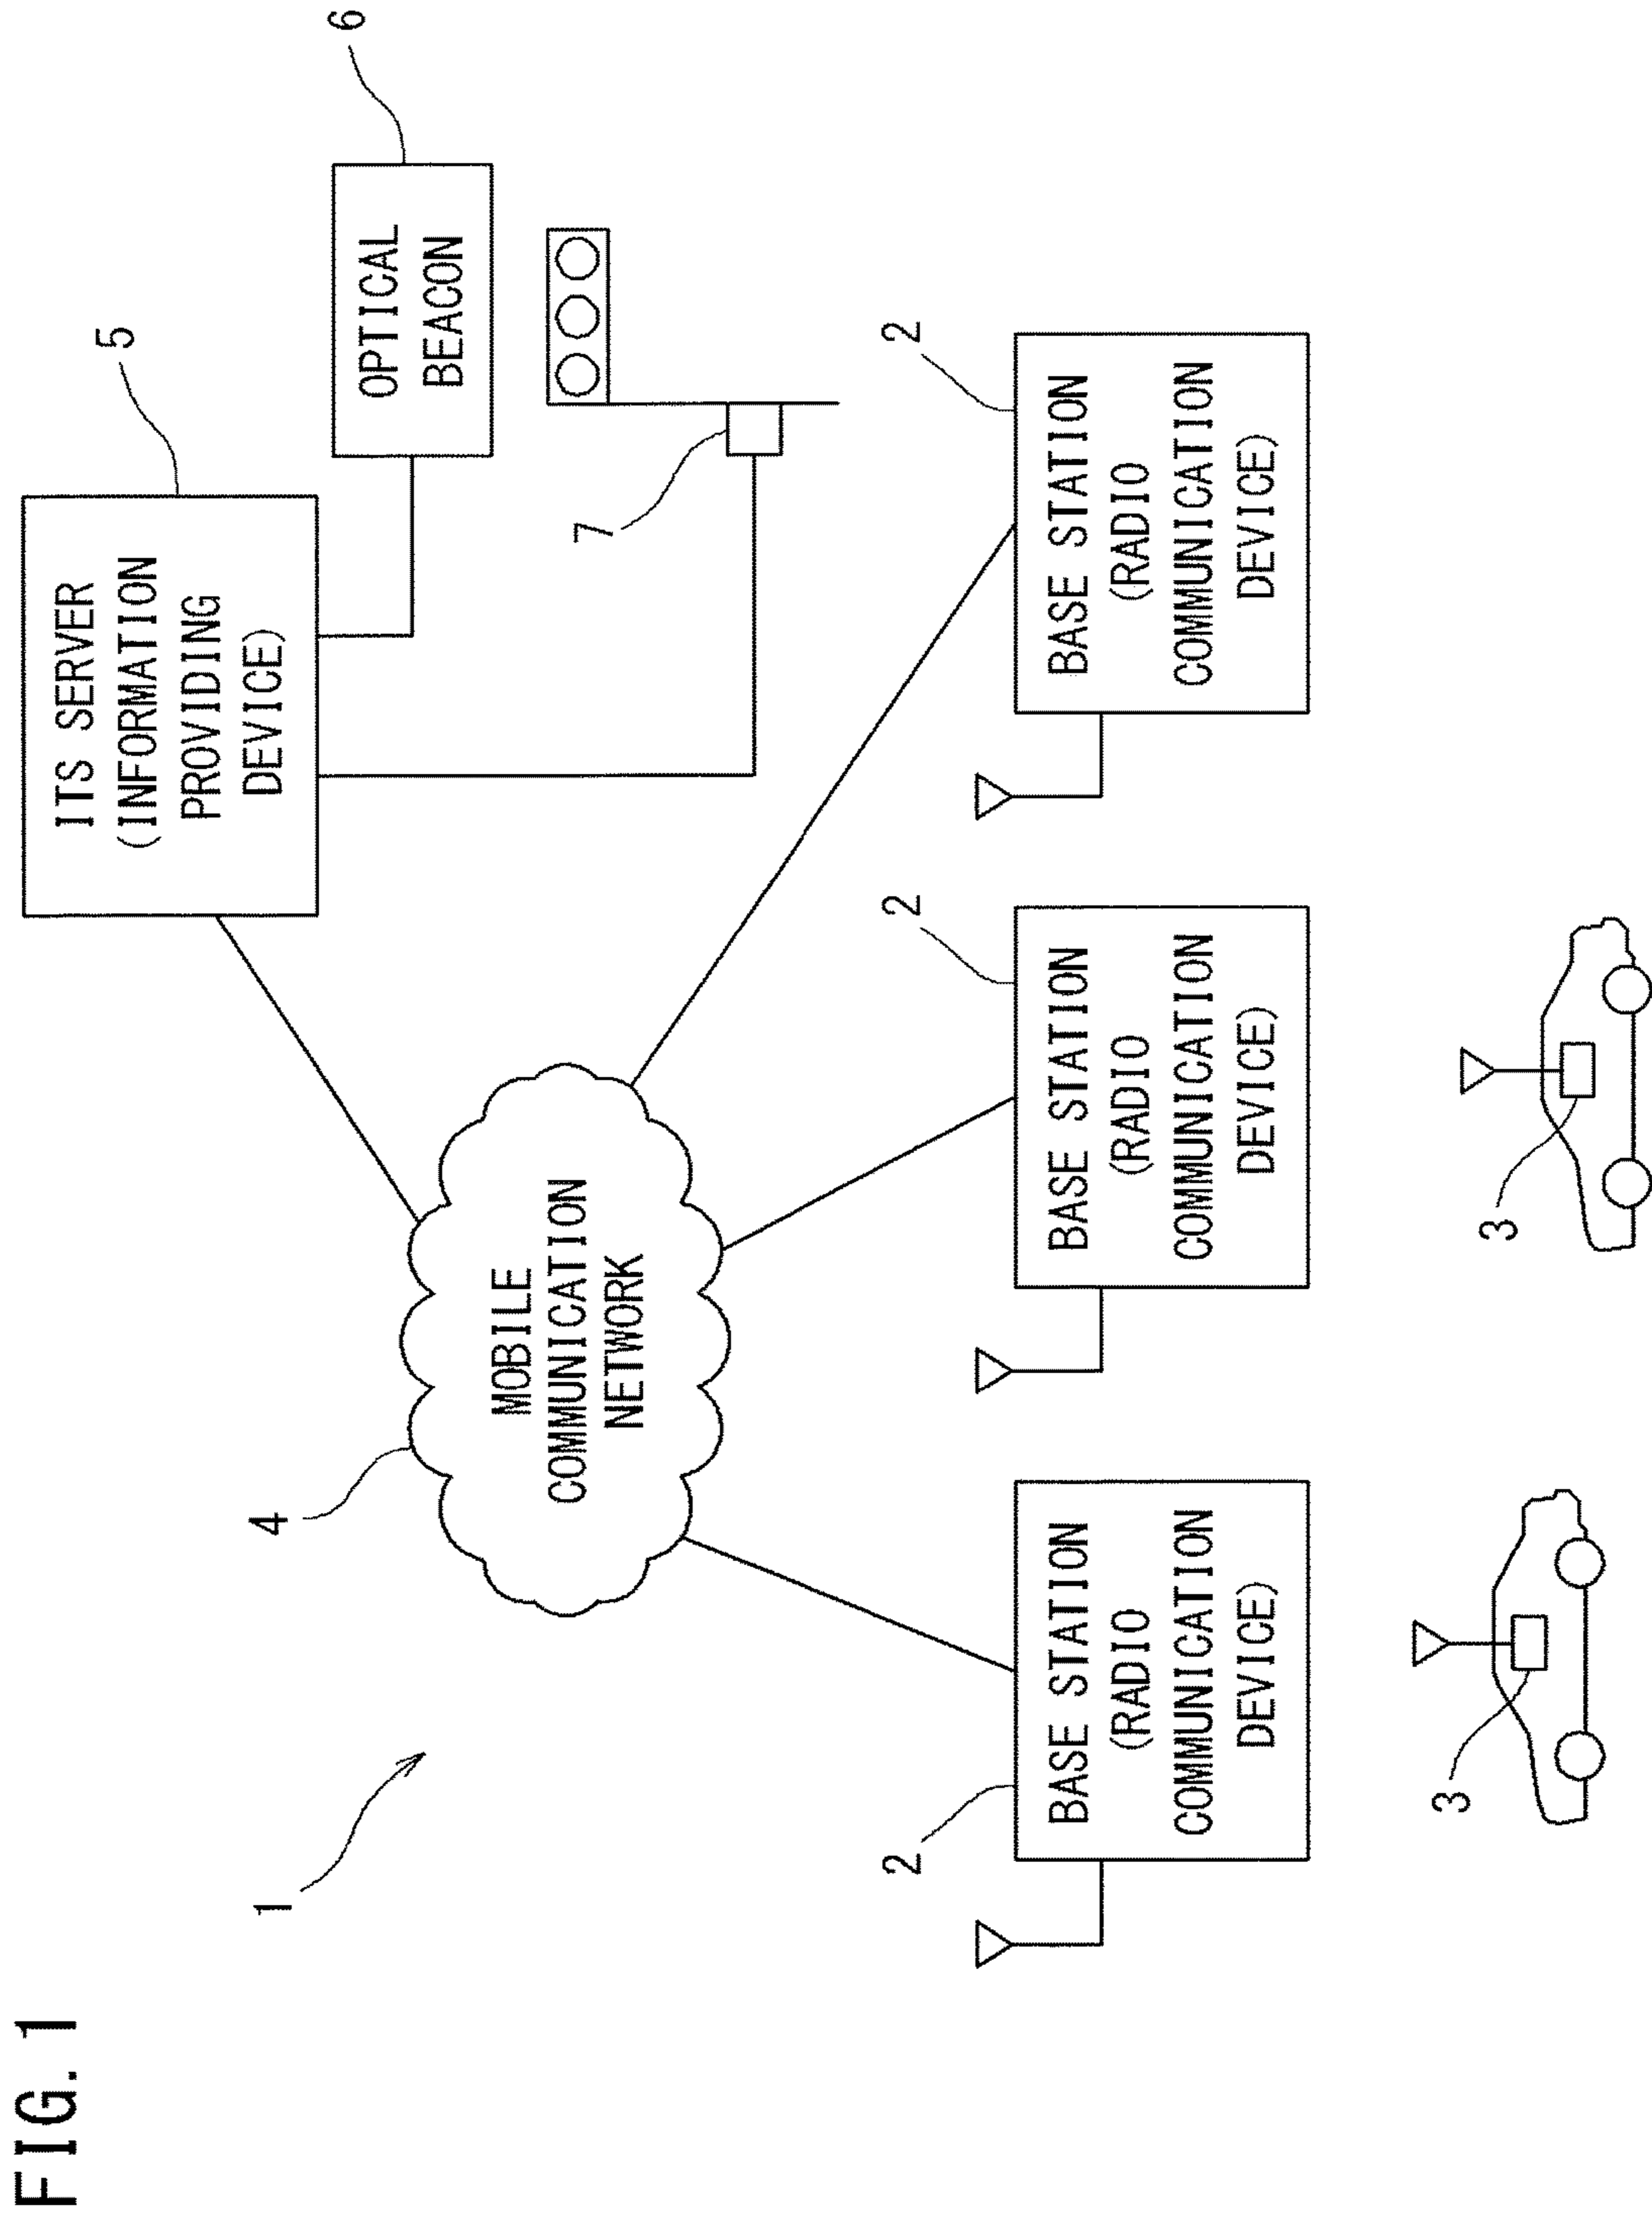 FIG. 1
1
4
MOBILE
COMMUNICATION
NETWORK
5
ITS SERVER
(INFORMATION
PROVIDING
DEVICE)
6
OPTICAL
BEACON
7
2
BASE STATION
(RADIO
COMMUNICATION
DEVICE)
2
BASE STATION
(RADIO
COMMUNICATION
DEVICE)
2
BASE STATION
(RADIO
COMMUNICATION
DEVICE)
3
3